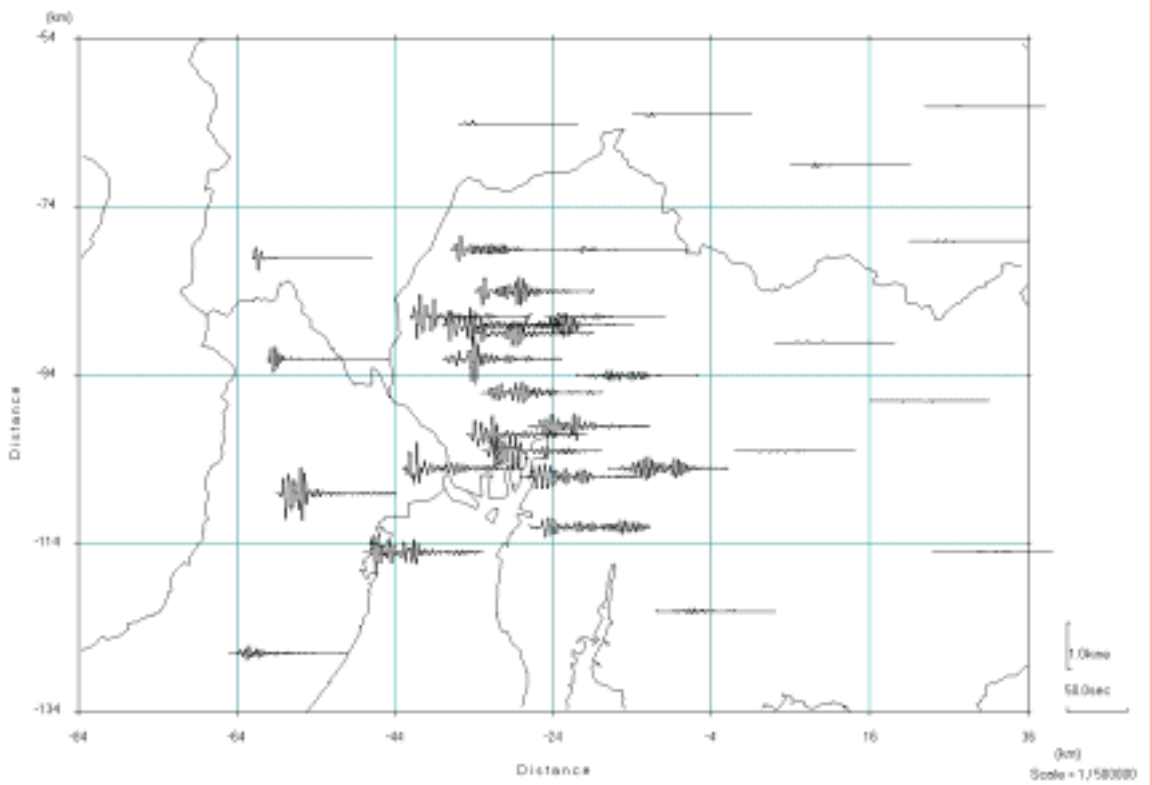 (km)
-54
-74
-94
-114
-134
Distance
-84
-64
-44
-24
-4
16
36
Distance
1.0kine
50.0sec
(km)
Scale = 1/500000